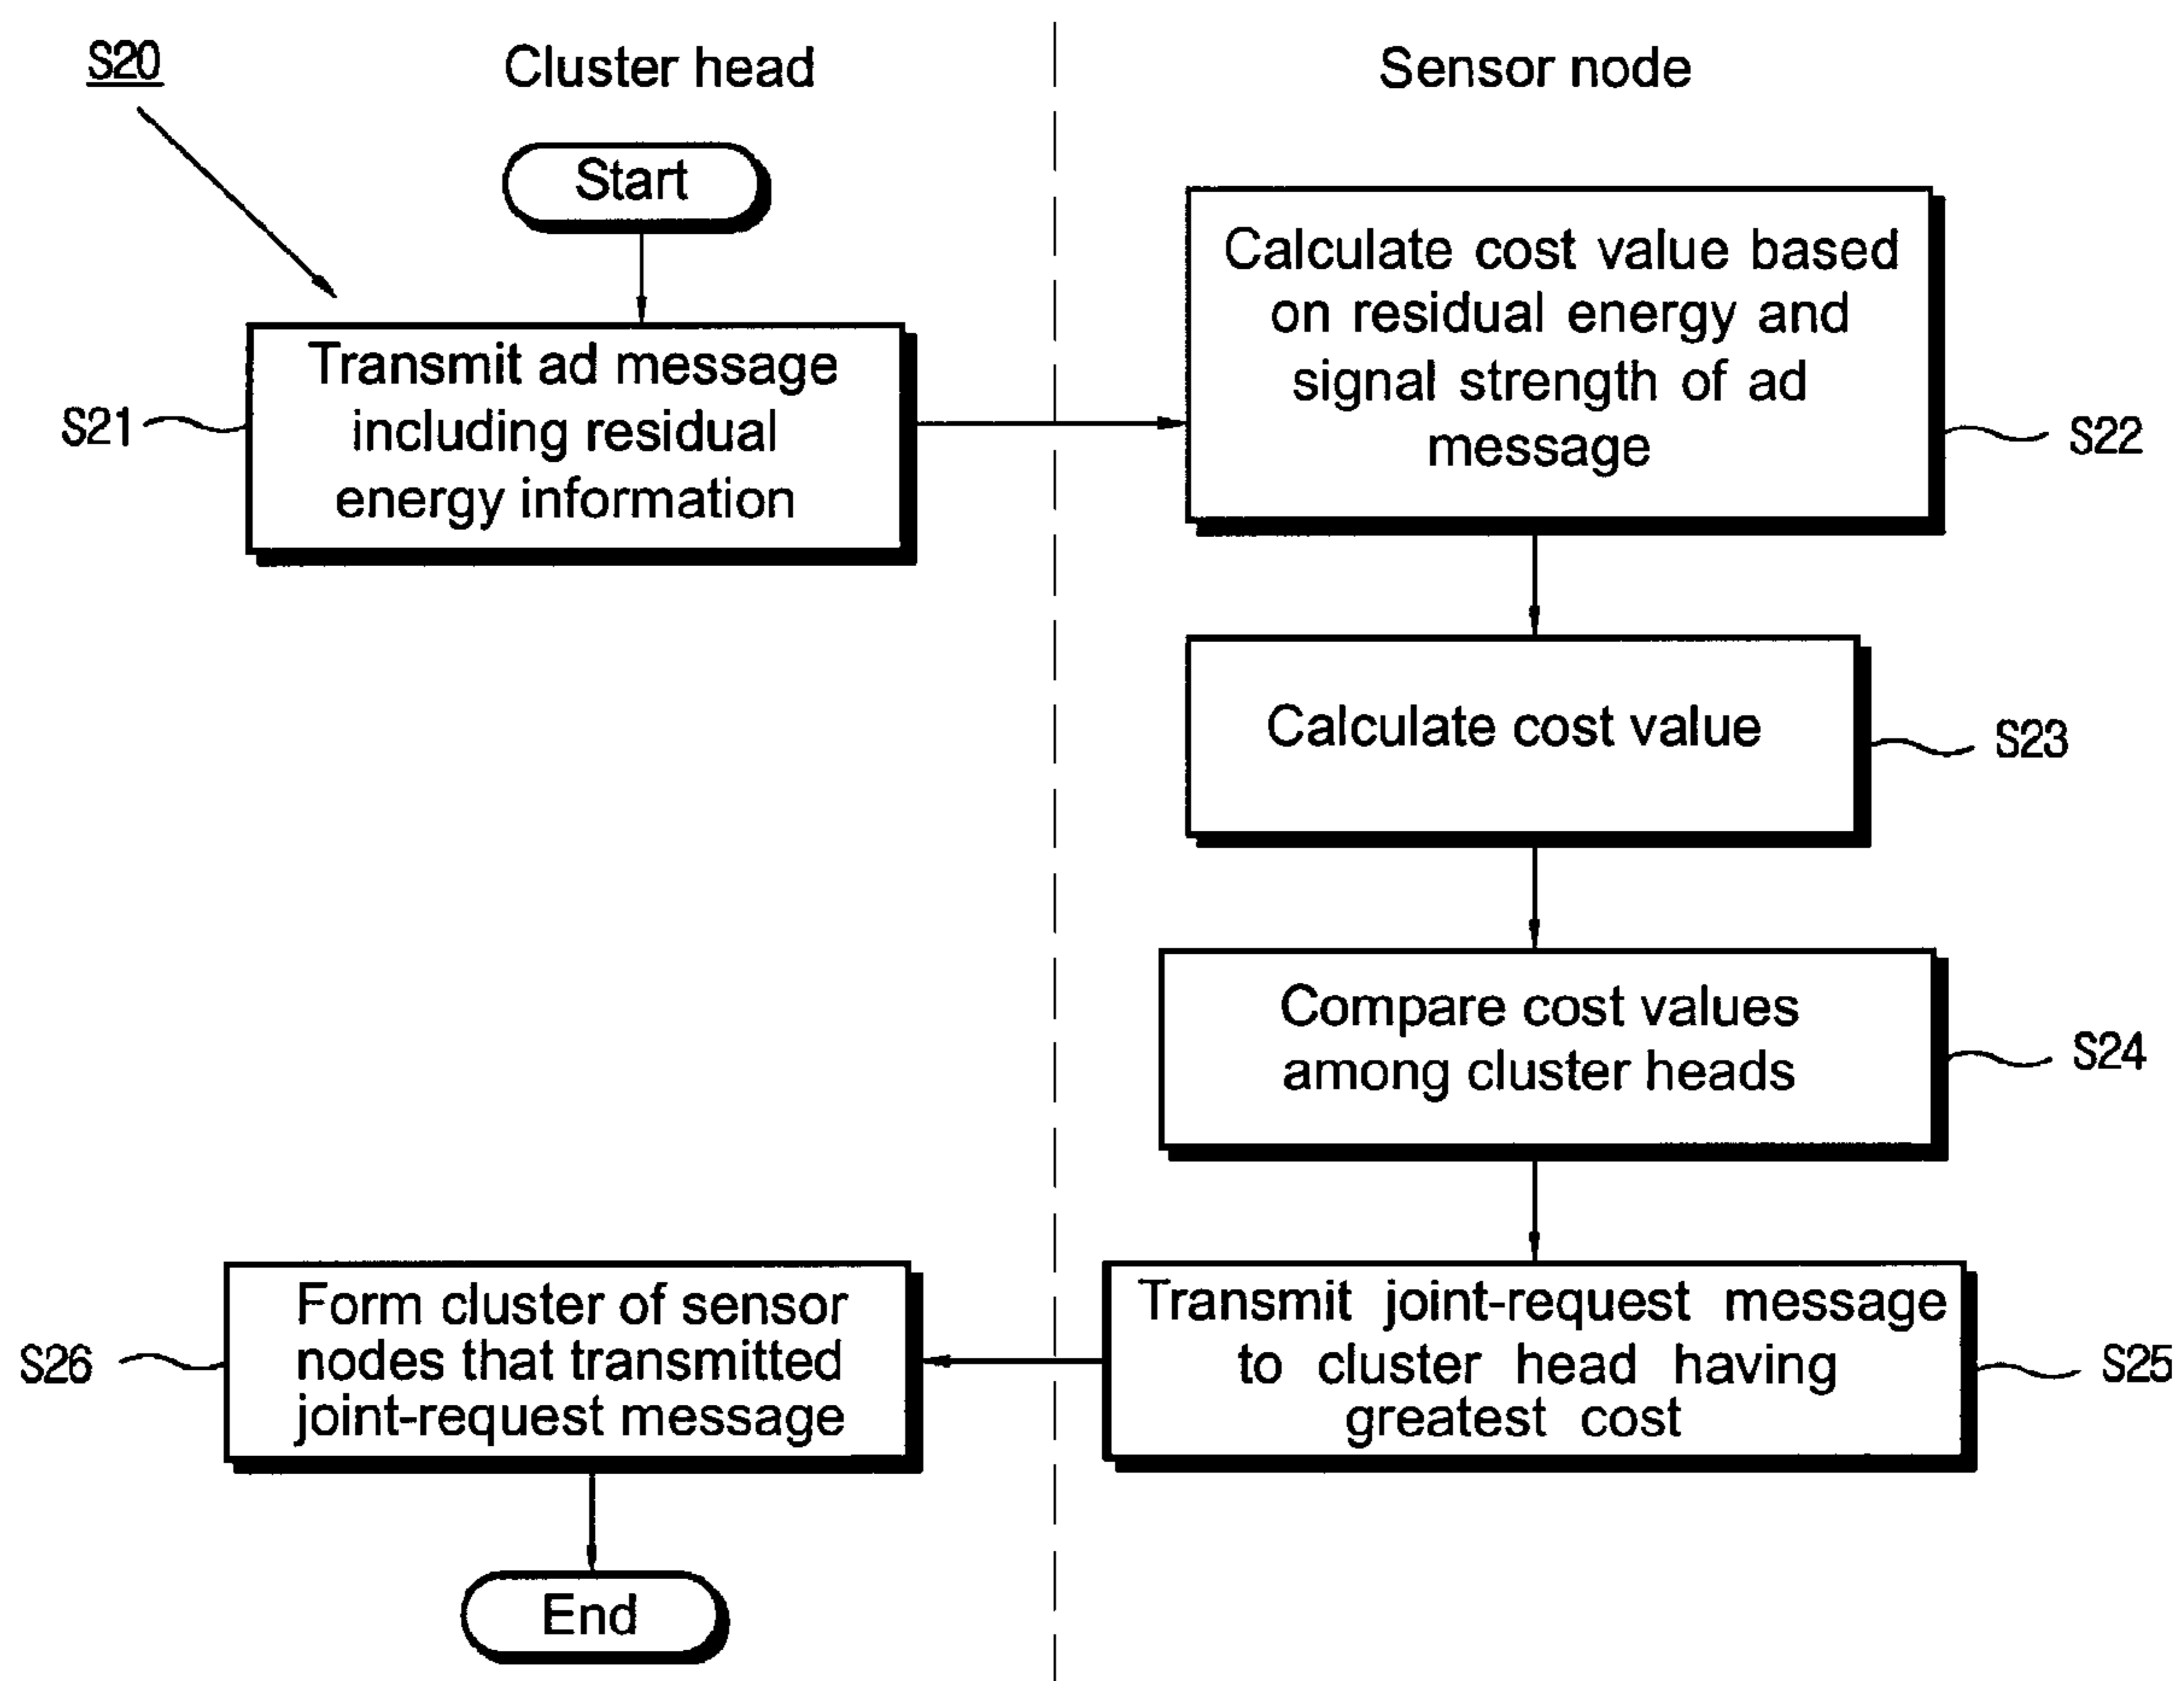 S20
Cluster head
Sensor node
Start
Transmit ad message
including residual
energy information
S21
Calculate cost value based
on residual energy and
signal strength of ad
message
S22
Calculate cost value
S23
Compare cost values
among cluster heads
S24
Transmit joint-request message
to cluster head having
greatest cost
S25
Form cluster of sensor
nodes that transmitted
joint-request message
S26
End